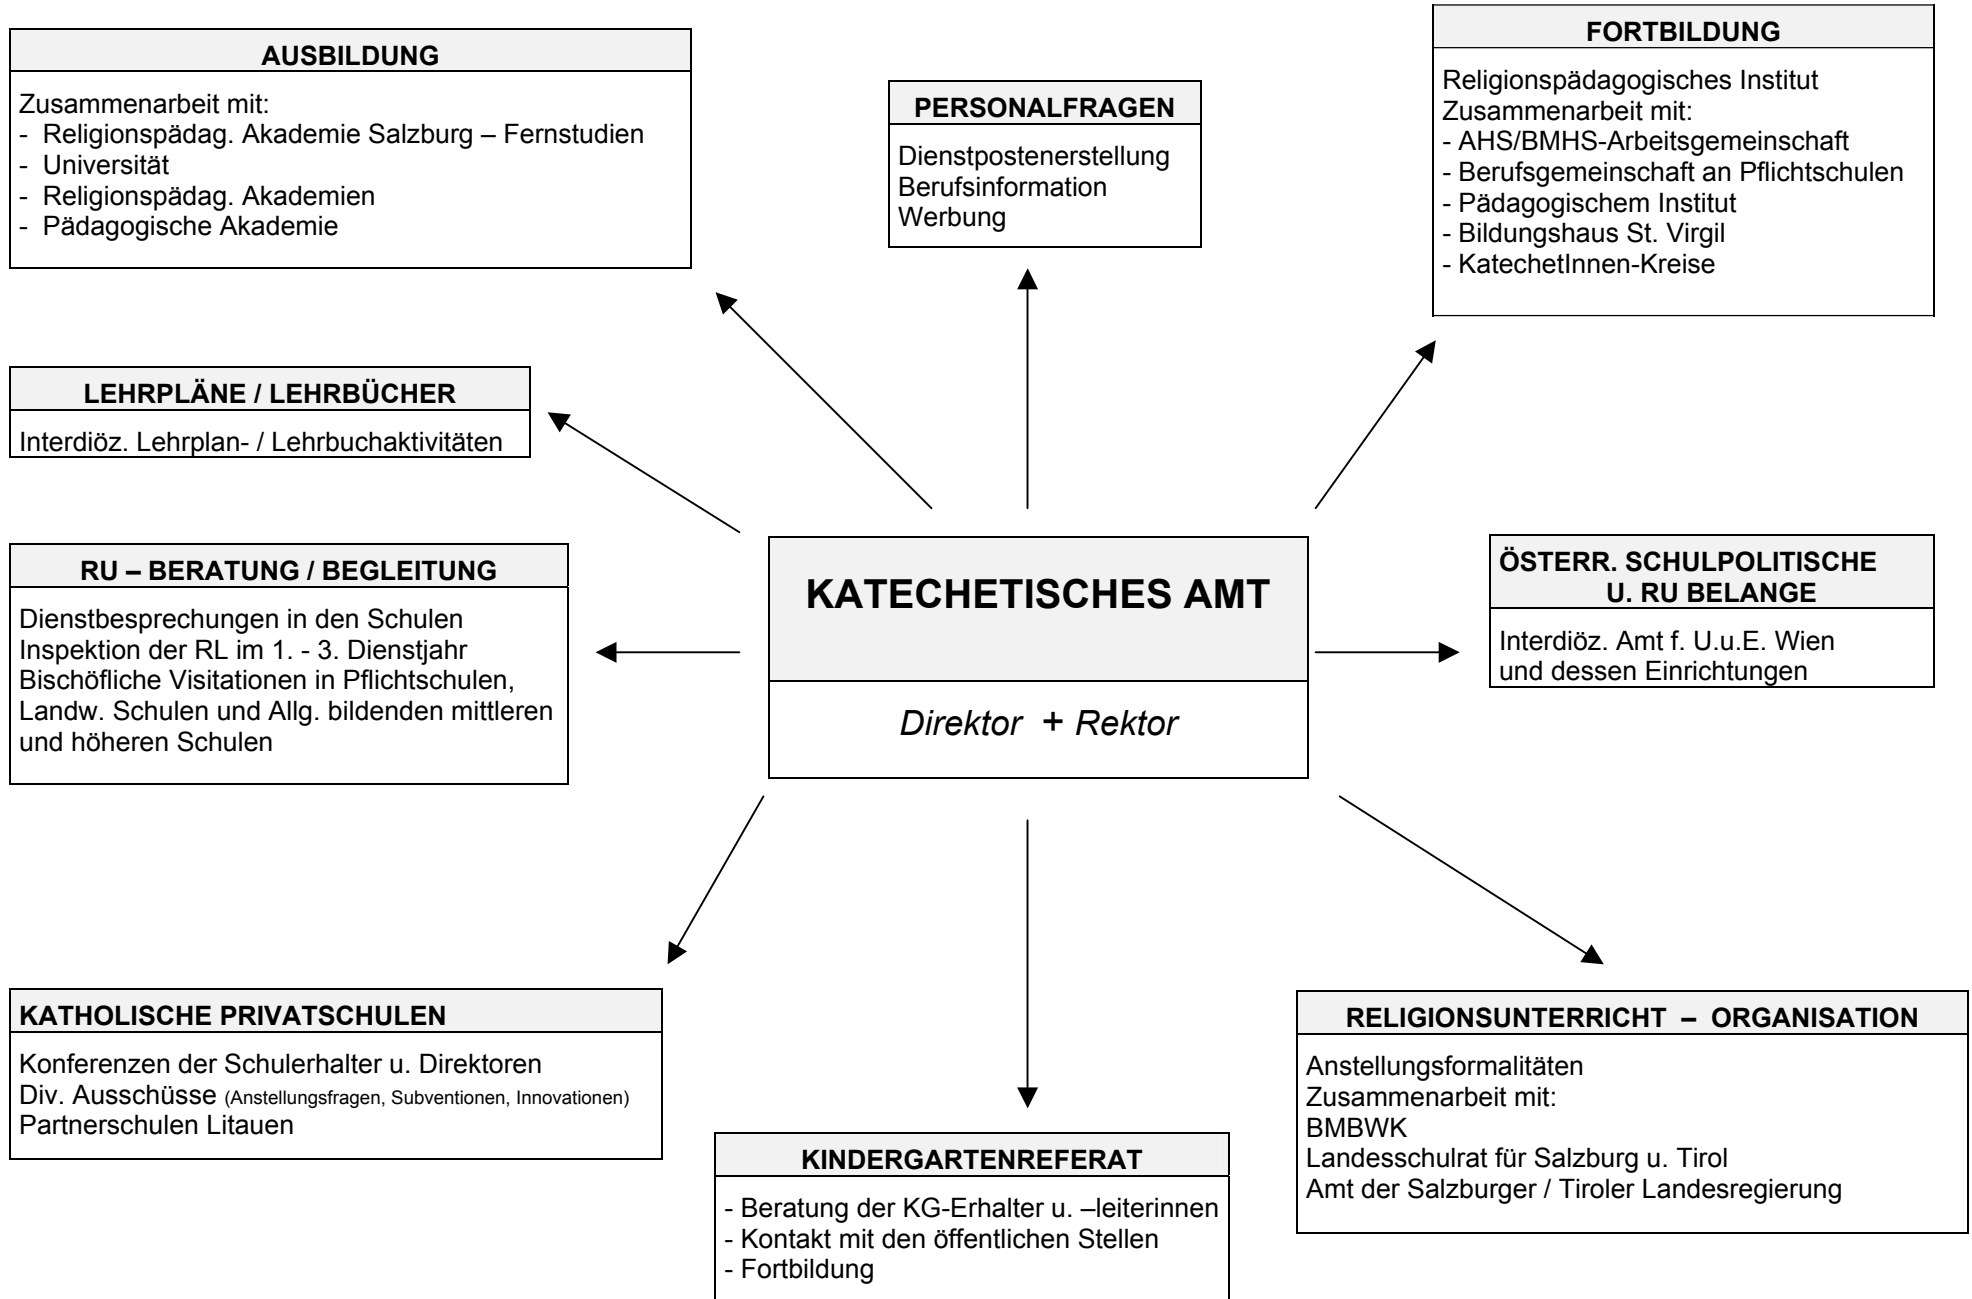 AUSBILDUNG
Zusammenarbeit mit:
- Religionspädag. Akademie Salzburg – Fernstudien
- Universität
- Religionspädag. Akademien
- Pädagogische Akademie
PERSONALFRAGEN
Dienstpostenerstellung
Berufsinformation
Werbung
FORTBILDUNG
Religionspädagogisches Institut
Zusammenarbeit mit:
- AHS/BMHS-Arbeitsgemeinschaft
- Berufsgemeinschaft an Pflichtschulen
- Pädagogischem Institut
- Bildungshaus St. Virgil
- KatechetInnen-Kreise
LEHRPLÄNE / LEHRBÜCHER
Interdiöz. Lehrplan- / Lehrbuchaktivitäten
RU – BERATUNG / BEGLEITUNG
Dienstbesprechungen in den Schulen
Inspektion der RL im 1. - 3. Dienstjahr
Bischöfliche Visitationen in Pflichtschulen,
Landw. Schulen und Allg. bildenden mittleren
und höheren Schulen
KATECHETISCHES AMT
Direktor + Rektor
ÖSTERR. SCHULPOLITISCHE
U. RU BELANGE
Interdiöz. Amt f. U.u.E. Wien
und dessen Einrichtungen
KATHOLISCHE PRIVATSCHULEN
Konferenzen der Schulerhalter u. Direktoren
Div. Ausschüsse (Anstellungsfragen, Subventionen, Innovationen)
Partnerschulen Litauen
KINDERGARTENREFERAT
- Beratung der KG-Erhalter u. –leiterinnen
- Kontakt mit den öffentlichen Stellen
- Fortbildung
RELIGIONSUNTERRICHT – ORGANISATION
Anstellungsformalitäten
Zusammenarbeit mit:
BMBWK
Landesschulrat für Salzburg u. Tirol
Amt der Salzburger / Tiroler Landesregierung